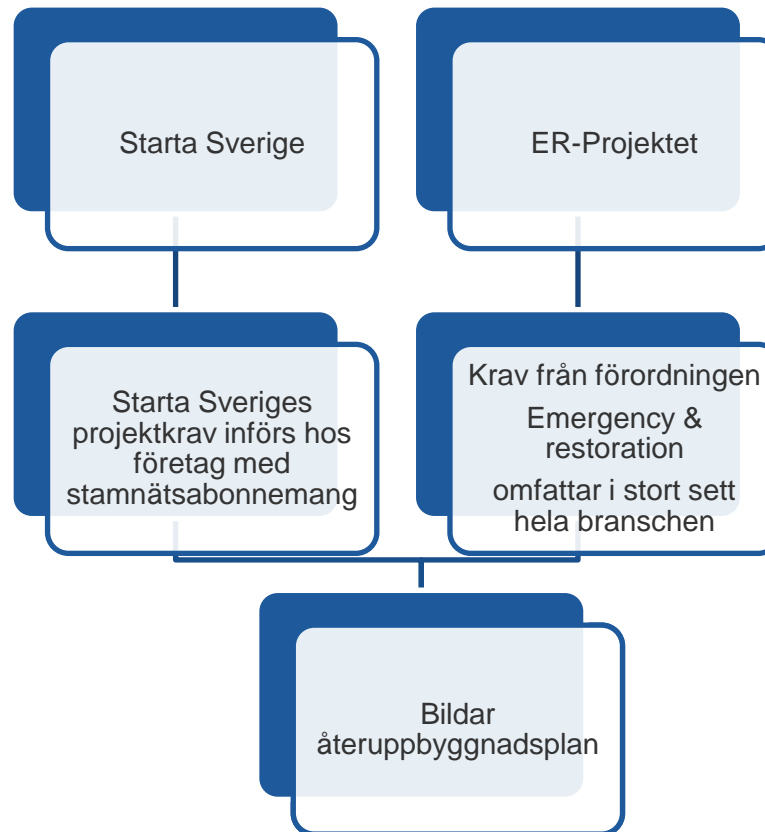 Starta Sverige
ER-Projektet
Starta Sveriges
projektkrav införs hos
företag med
stamnätsabonnemang
Krav från förordningen
Emergency &
restoration
omfattar i stort sett
hela branschen
Bildar
återuppbyggnadsplan